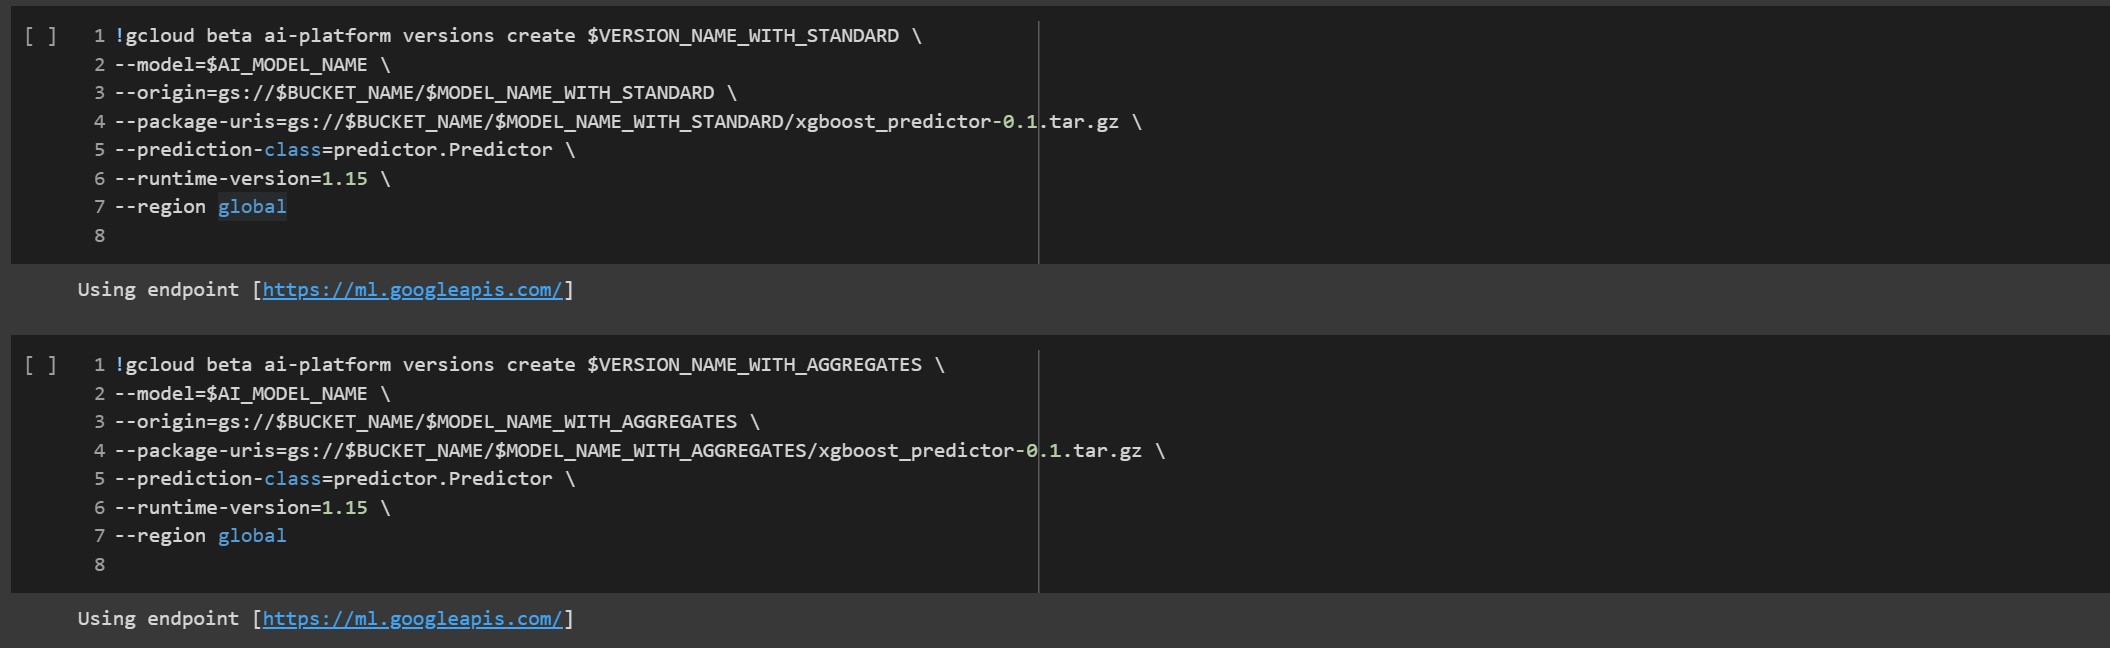 [ ] 1 !gcloud beta ai-platform versions create $VERSION_NAME_WITH_STANDARD \
2 --model=$AI_MODEL_NAME \
3 --origin=gs://$BUCKET_NAME/$MODEL_NAME_WITH_STANDARD \
4 --package-uris=gs://$BUCKET_NAME/$MODEL_NAME_WITH_STANDARD/xgboost_predictor-0.1.tar.gz \
5 --prediction-class=predictor.Predictor \
6 --runtime-version=1.15 \
7 --region global
8
Using endpoint [https://ml.googleapis.com/]
[ ] 1 !gcloud beta ai-platform versions create $VERSION_NAME_WITH_AGGREGATES \
2 --model=$AI_MODEL_NAME \
3 --origin=gs://$BUCKET_NAME/$MODEL_NAME_WITH_AGGREGATES \
4 --package-uris=gs://$BUCKET_NAME/$MODEL_NAME_WITH_AGGREGATES/xgboost_predictor-0.1.tar.gz \
5 --prediction-class=predictor.Predictor \
6 --runtime-version=1.15 \
7 --region global
8
Using endpoint [https://ml.googleapis.com/]